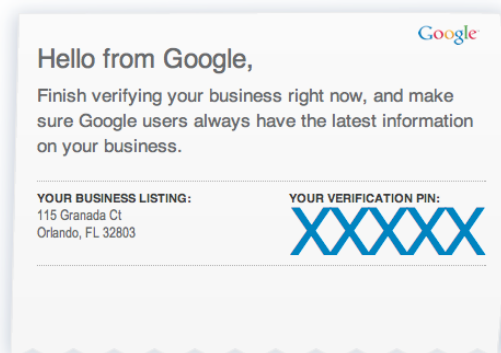 Google
Hello from Google,
Finish verifying your business right now, and make
sure Google users always have the latest information
on your business.
YOUR BUSINESS LISTING:
115 Granada Ct
Orlando, FL 32803
YOUR VERIFICATION PIN:
XXXXX